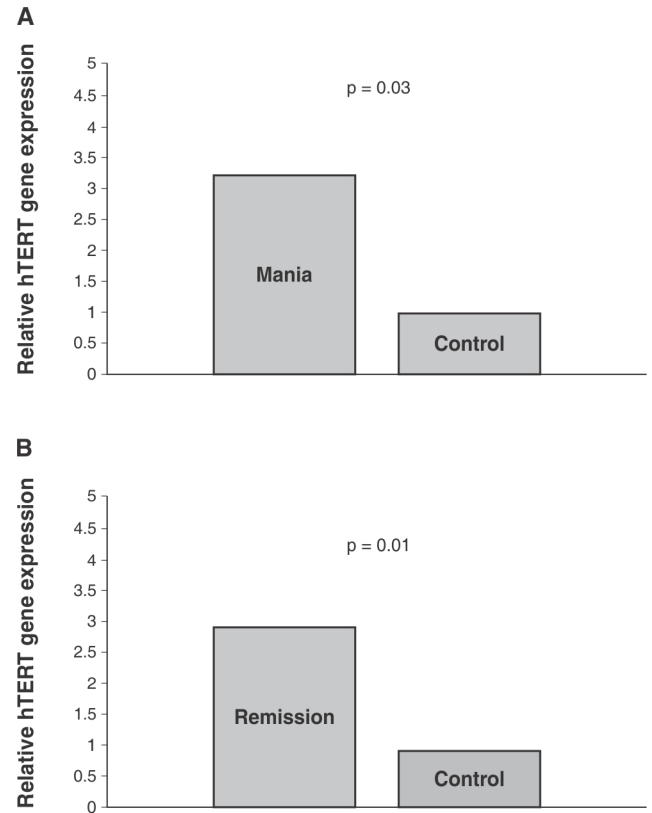 A
Relative hTERT gene expression
5
4.5
4
3.5
3
2.5
2
1.5
1
0.5
0
p = 0.03
Mania
Control
B
Relative hTERT gene expression
5
4.5
4
3.5
3
2.5
2
1.5
1
0.5
0
p = 0.01
Remission
Control